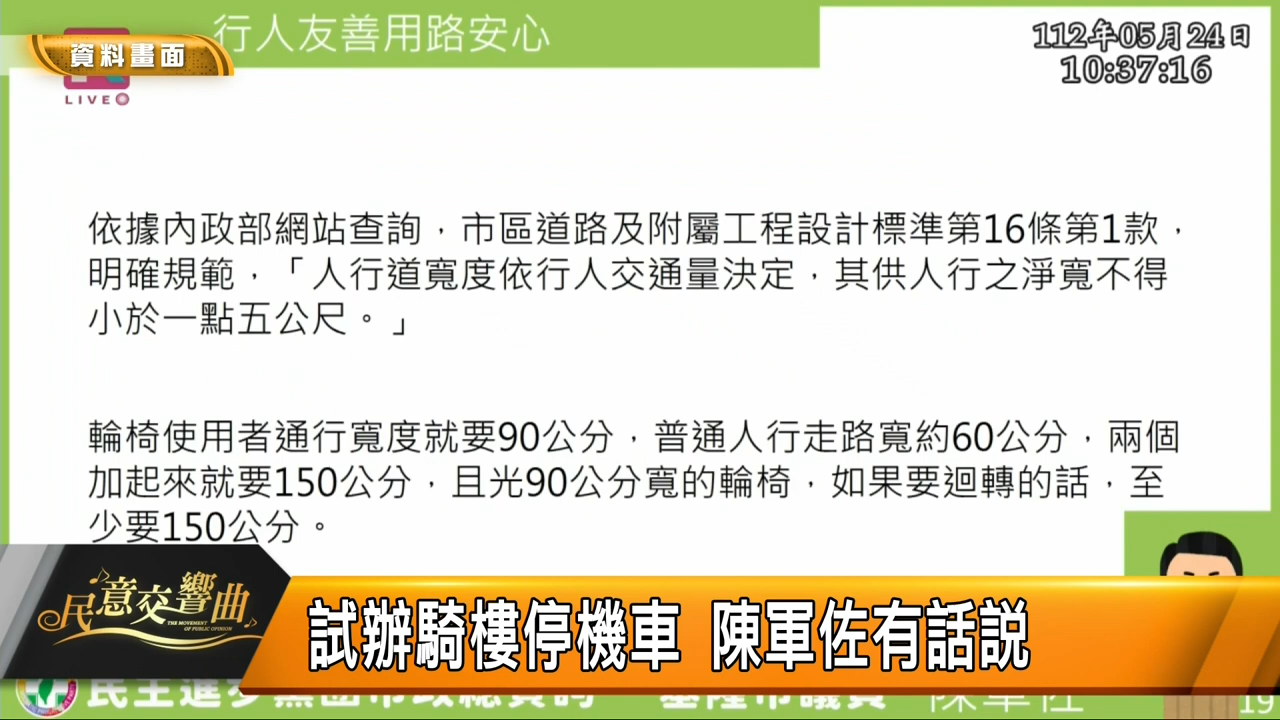 行人友善用路安心
資料畫面
LIVE
112年05月24日
10:37:16
依據內政部網站查詢，市區道路及附屬工程設計標準第16條第1款，
明確規範，「人行道寬度依行人交通量決定，其供人行之淨寬不得
小於一點五公尺。」
輪椅使用者通行寬度就要90公分，普通人行走路寬約60公分，兩個
加起來就要150公分，且光90公分寬的輪椅，如果要迴轉的話，至
少要150公分。
民意交響曲
THE MOVEMENT
OF PUBLIC OPINION
試辦騎樓停機車 陳軍佐有話說
19